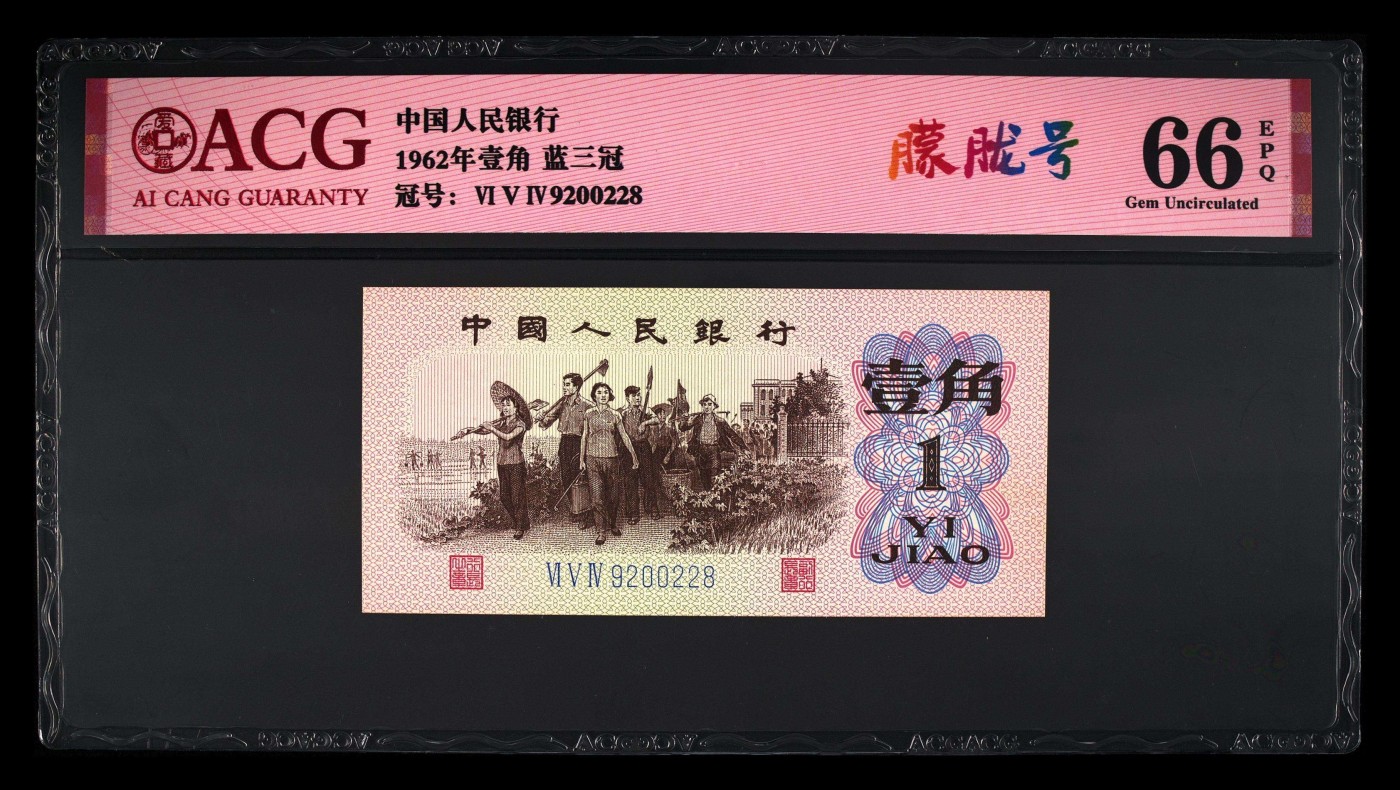 ACG
AI CANG GUARANTY
中国人民银行
1962年壹角 蓝三冠
冠号：ⅥⅤⅣ9200228
朦胧号
66
EPQ
Gem Uncirculated
中國人民銀行
壹角
1
YI
JIAO
ⅥⅤⅣ 9200228